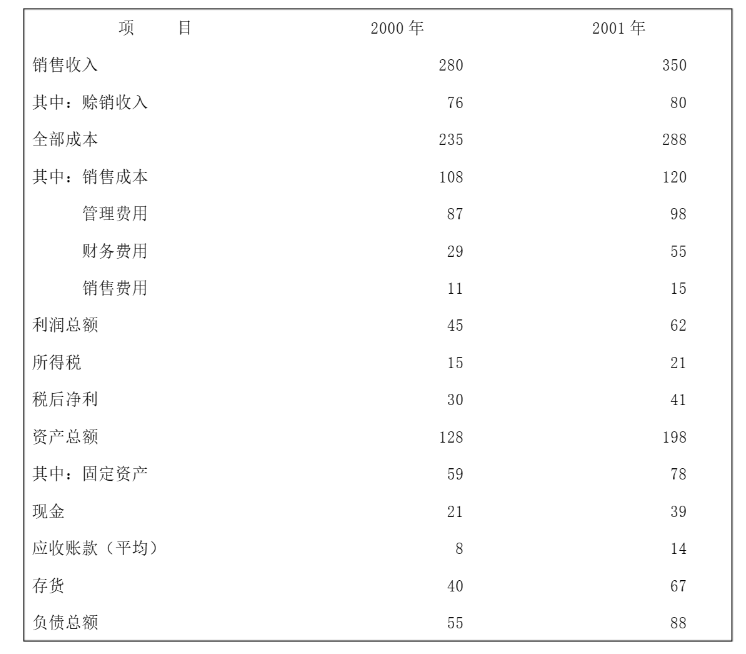 项 目 2000 年 2001 年
销售收入 280 350
其中：赊销收入 76 80
全部成本 235 288
其中：销售成本 108 120
管理费用 87 98
财务费用 29 55
销售费用 11 15
利润总额 45 62
所得税 15 21
税后净利 30 41
资产总额 128 198
其中：固定资产 59 78
现金 21 39
应收账款（平均） 8 14
存货 40 67
负债总额 55 88